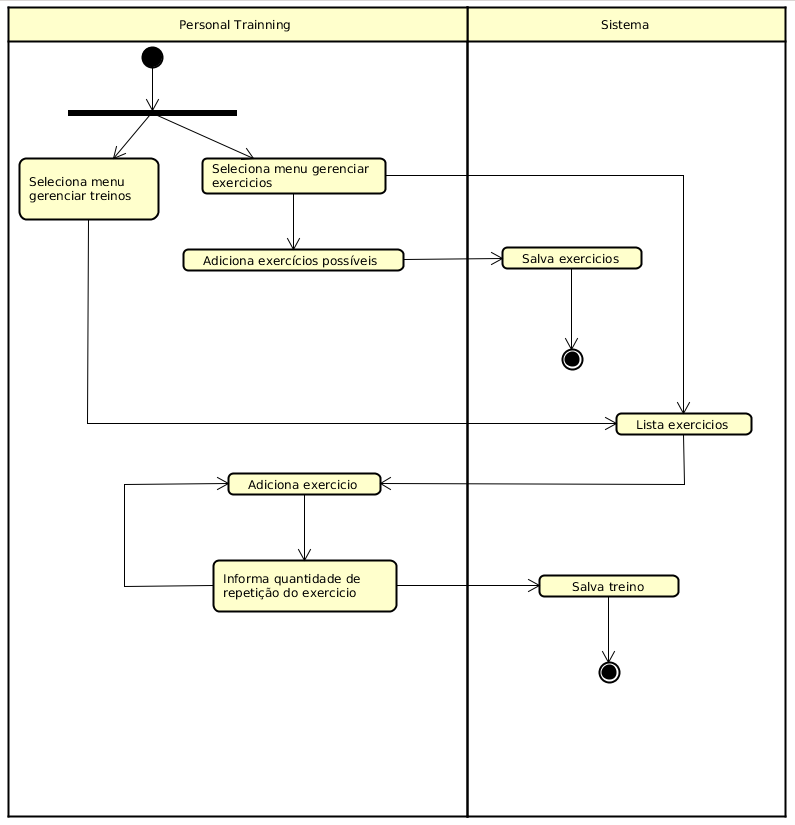 Personal Trainning
Sistema
Seleciona menu
gerenciar treinos
Seleciona menu gerenciar
exercicios
Adiciona exercícios possíveis
Salva exercicios
Lista exercicios
Adiciona exercicio
Informa quantidade de
repetição do exercicio
Salva treino